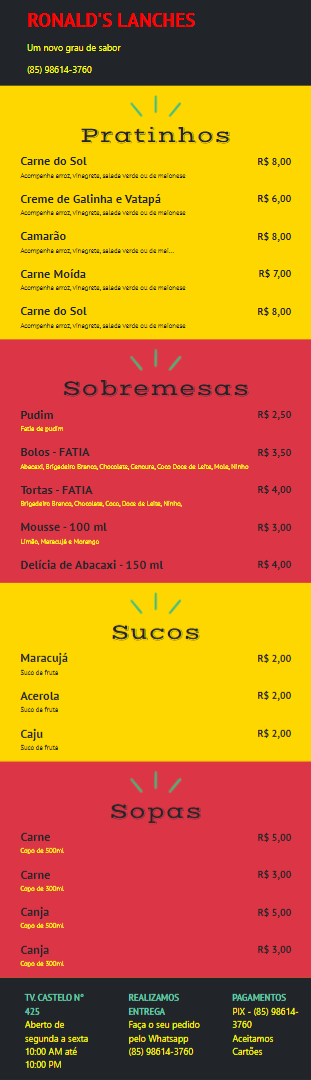 RONALD'S LANCHES
Um novo grau de sabor
(85) 98614-3760
Pratinhos
Carne do Sol R$ 8,00
Acompanha arroz, vinagrete, salada verde ou de maionese
Creme de Galinha e Vatapá R$ 6,00
Acompanha arroz, vinagrete, salada verde ou de maionese
Camarão R$ 8,00
Acompanha arroz, vinagrete, salada verde ou de mai...
Carne Moída R$ 7,00
Acompanha arroz, vinagrete, salada verde ou de maionese
Carne do Sol R$ 8,00
Acompanha arroz, vinagrete, salada verde ou de maionese
Sobremesas
Pudim R$ 2,50
Fatia de pudim
Bolos - FATIA R$ 3,50
Abacaxi, Brigadeiro Branco, Chocolate, Cenoura, Coco Doce de Leite, Mole, Ninho
Tortas - FATIA R$ 4,00
Brigadeiro Branco, Chocolate, Coco, Doce de Leite, Ninho,
Mousse - 100 ml R$ 3,00
Limão, Maracujá e Morango
Delícia de Abacaxi - 150 ml R$ 4,00
Sucos
Maracujá R$ 2,00
Suco da fruta
Acerola R$ 2,00
Suco da fruta
Caju R$ 2,00
Suco da fruta
Sopas
Carne R$ 5,00
Copo de 500ml
Carne R$ 3,00
Copo de 300ml
Canja R$ 5,00
Copo de 500ml
Canja R$ 3,00
Copo de 300ml
TV. CASTELO N°
425
Aberto de
segunda a sexta
10:00 AM até
10:00 PM
REALIZAMOS
ENTREGA
Faça o seu pedido
pelo Whatsapp
(85) 98614-3760
PAGAMENTOS
PIX - (85) 98614-
3760
Aceitamos
Cartões